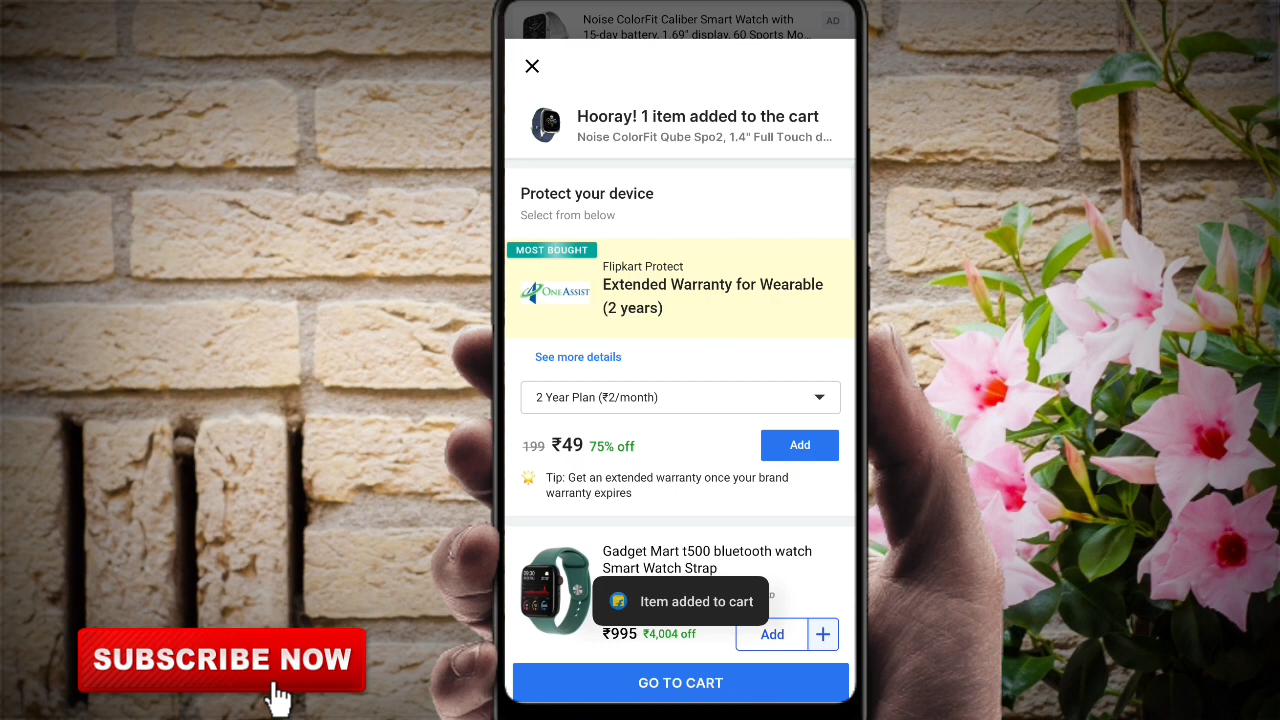 Noise ColorFit Caliber Smart Watch with
AD
15-day battery, 1.69" display, 60 Sports Mo...
Hooray! 1 item added to the cart
Noise ColorFit Qube Spo2, 1.4" Full Touch d...
Protect your device
Select from below
MOST BOUGHT
Flipkart Protect
ONEASSIST
Extended Warranty for Wearable
(2 years)
See more details
2 Year Plan (₹2/month)
199 ₹49 75% off
Add
Tip: Get an extended warranty once your brand
warranty expires
Gadget Mart t500 bluetooth watch
Smart Watch Strap
Item added to cart
₹995 ₹4,004 off
Add +
GO TO CART
SUBSCRIBE NOW